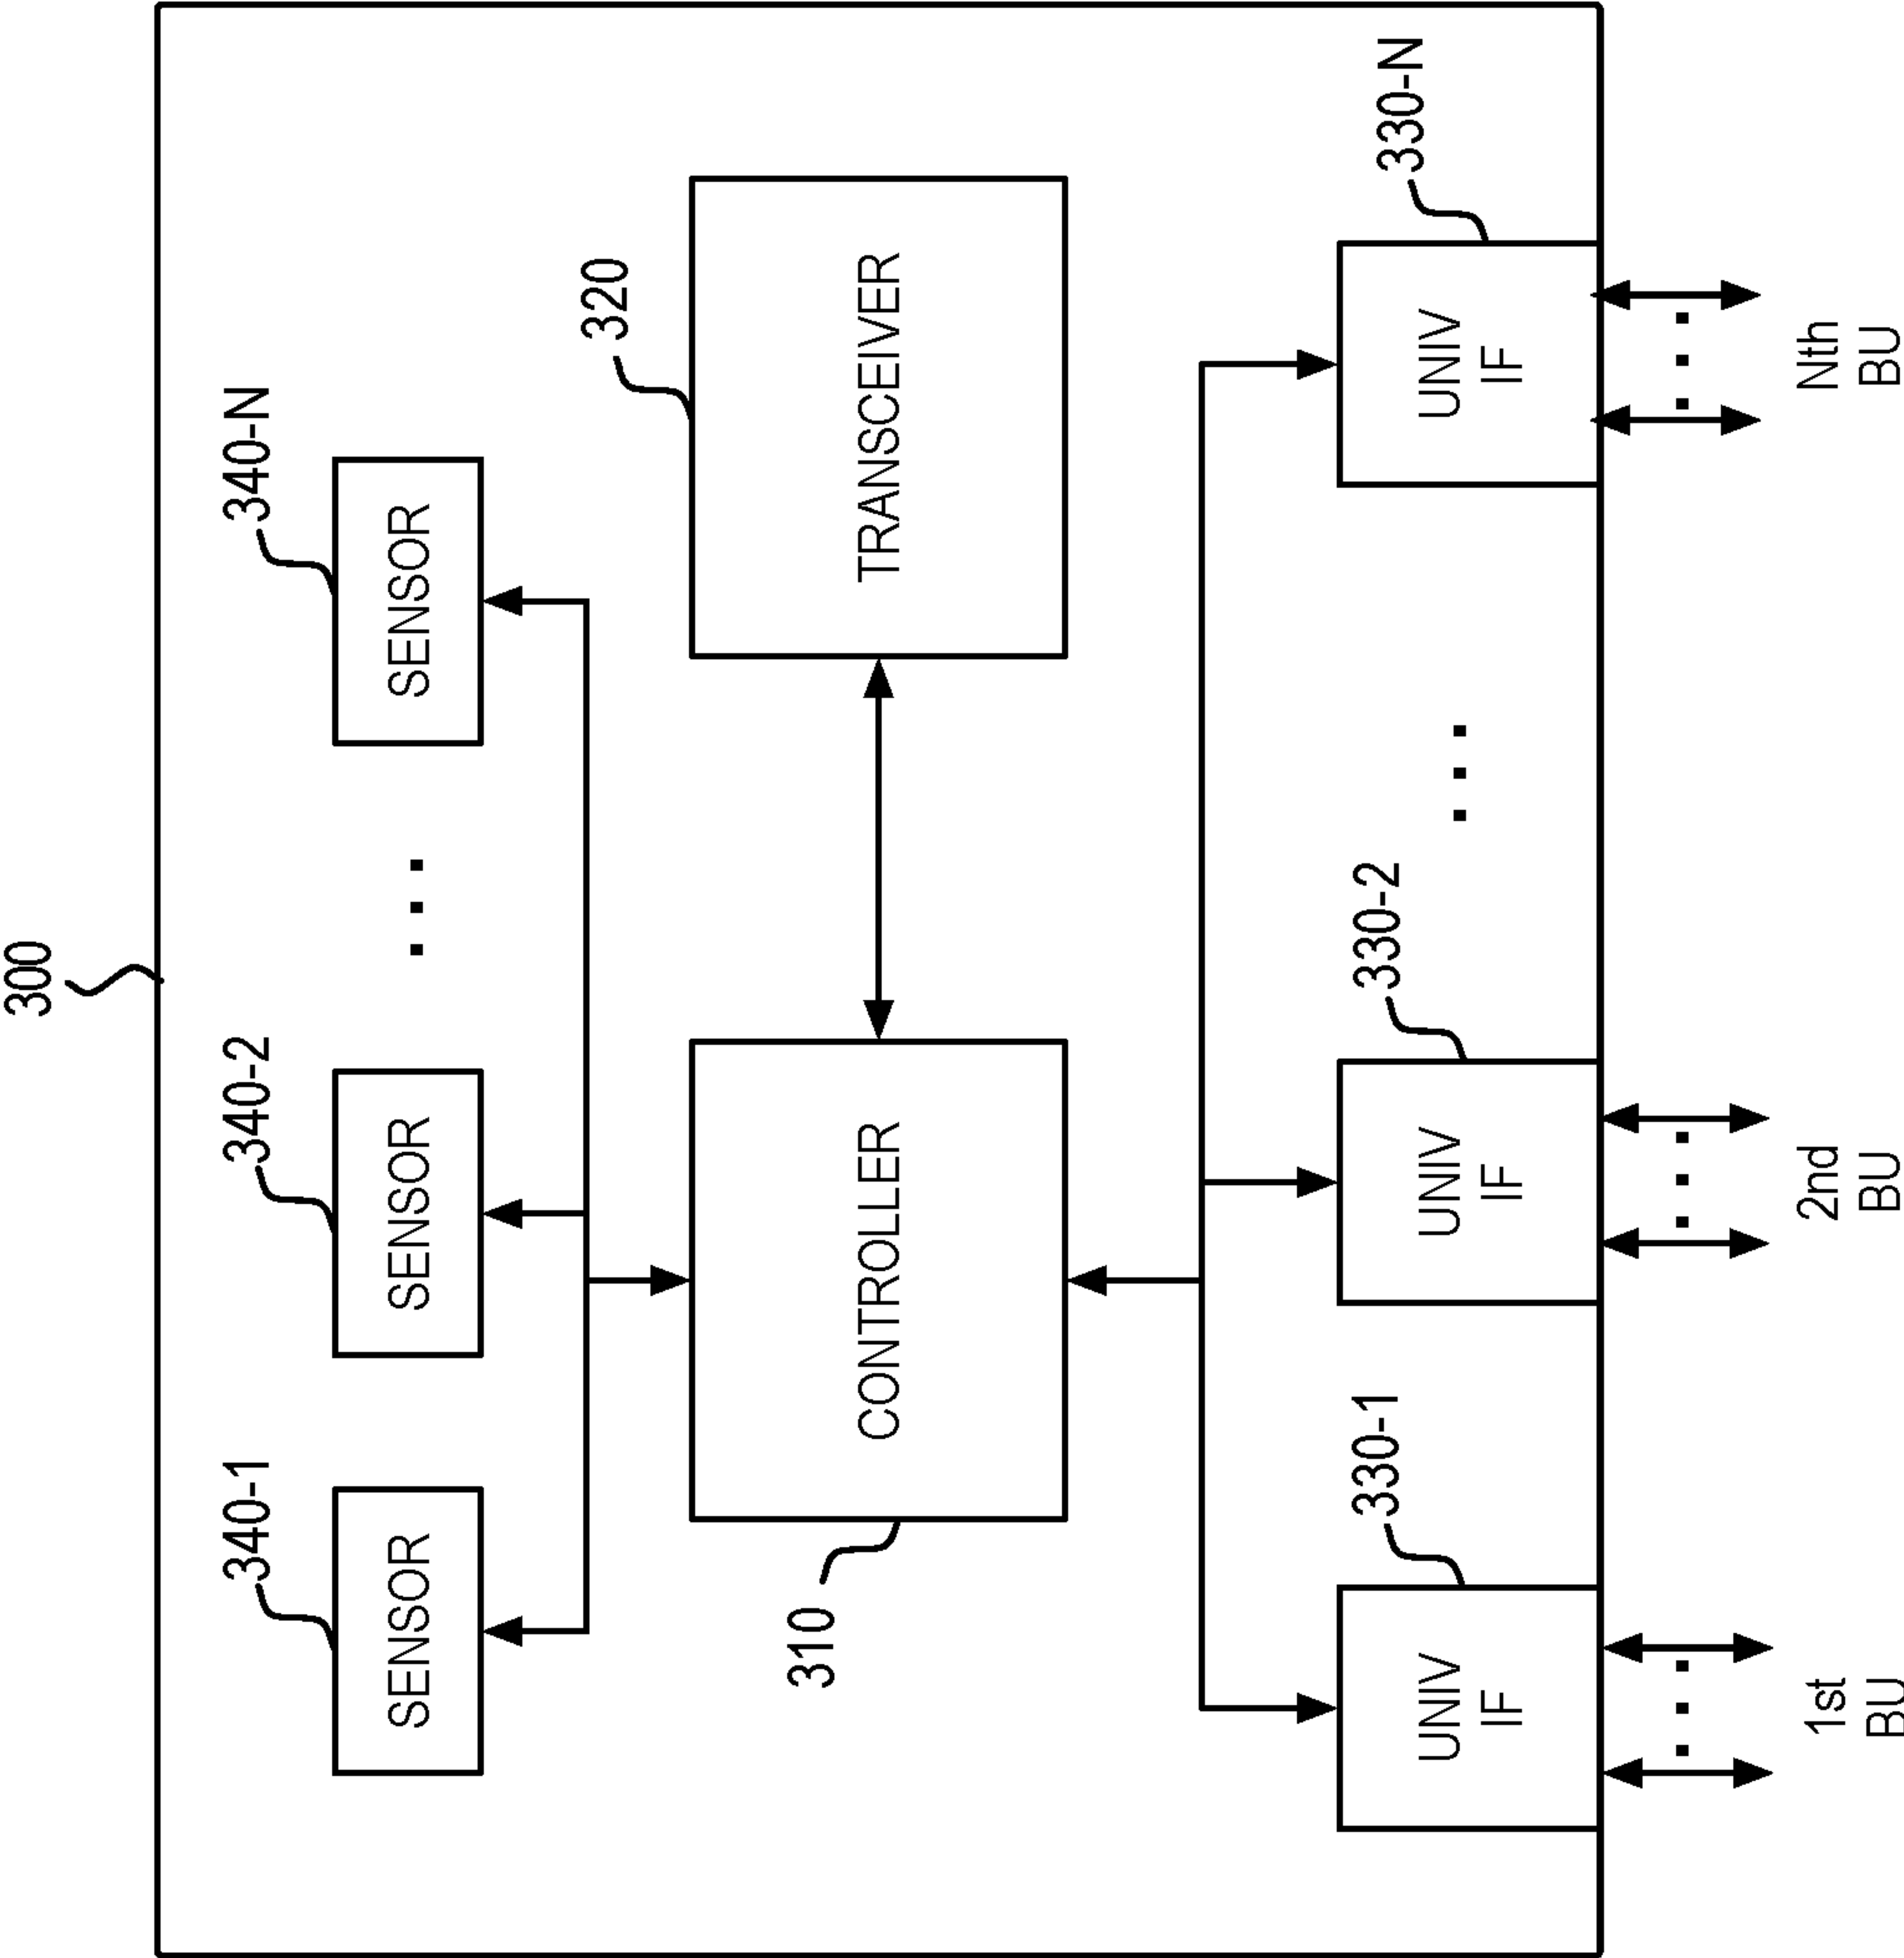 300
340-1
340-2
340-N
SENSOR
SENSOR
SENSOR
320
310
CONTROLLER
TRANSCEIVER
330-1
330-2
330-N
UNIV
IF
UNIV
IF
UNIV
IF
1st
BU
2nd
BU
Nth
BU